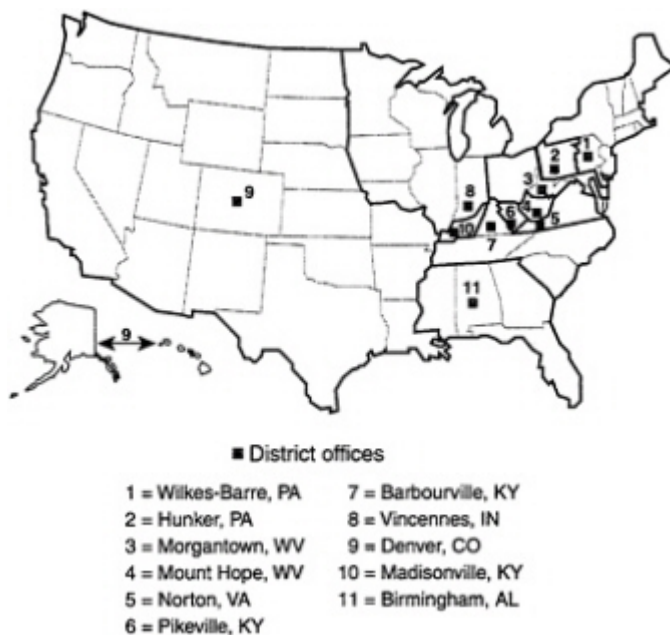 1
2
3
9
8
4
6
5
10
7
11
9
■ District offices
1 = Wilkes-Barre, PA
2 = Hunker, PA
3 = Morgantown, WV
4 = Mount Hope, WV
5 = Norton, VA
6 = Pikeville, KY
7 = Barbourville, KY
8 = Vincennes, IN
9 = Denver, CO
10 = Madisonville, KY
11 = Birmingham, AL